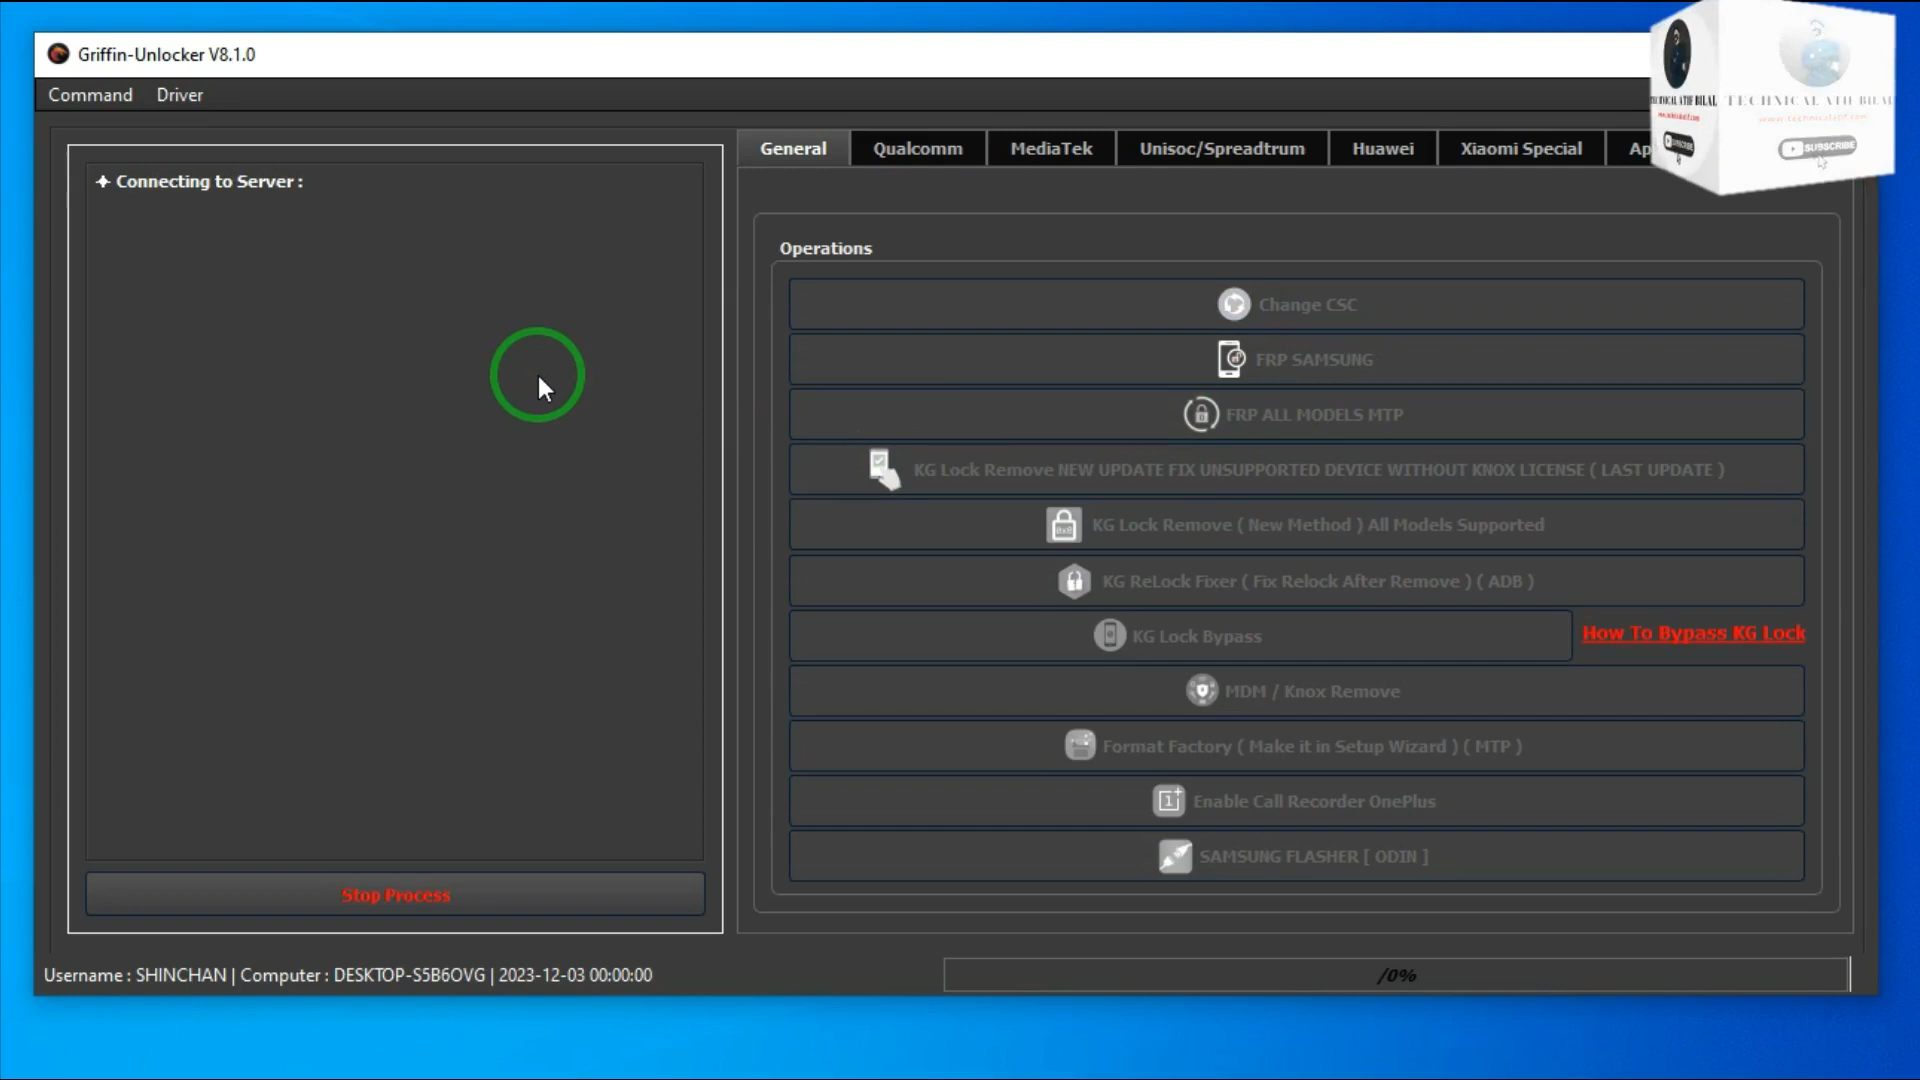 Griffin-Unlocker V8.1.0
Command Driver
General Qualcomm MediaTek Unisoc/Spreadtrum Huawei Xiaomi Special
TECHNICAL ATIF BILAL
SUBSCRIBE
Connecting to Server :
Operations
Change CSC
FRP SAMSUNG
FRP ALL MODELS MTP
KG Lock Remove NEW UPDATE FIX UNSUPPORTED DEVICE WITHOUT KNOX LICENSE ( LAST UPDATE )
KG Lock Remove ( New Method ) All Models Supported
KG ReLock Fixer ( Fix Relock After Remove ) ( ADB )
KG Lock Bypass
How To Bypass KG Lock
MDM / Knox Remove
Format Factory ( Make it in Setup Wizard ) ( MTP )
Enable Call Recorder OnePlus
SAMSUNG FLASHER [ ODIN ]
Stop Process
Username : SHINCHAN | Computer : DESKTOP-S5B6OVG | 2023-12-03 00:00:00
/0%